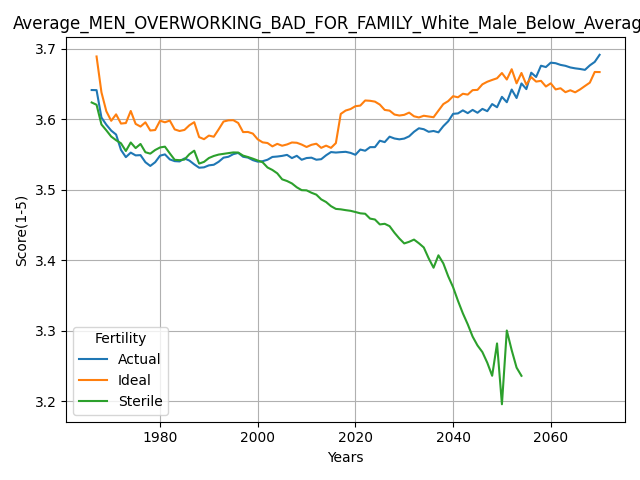 Average_MEN_OVERWORKING_BAD_FOR_FAMILY_White_Male_Below_Averag
3.7
3.6
3.5
3.4
3.3
3.2
Score(1-5)
Fertility
Actual
Ideal
Sterile
1980
2000
2020
2040
2060
Years